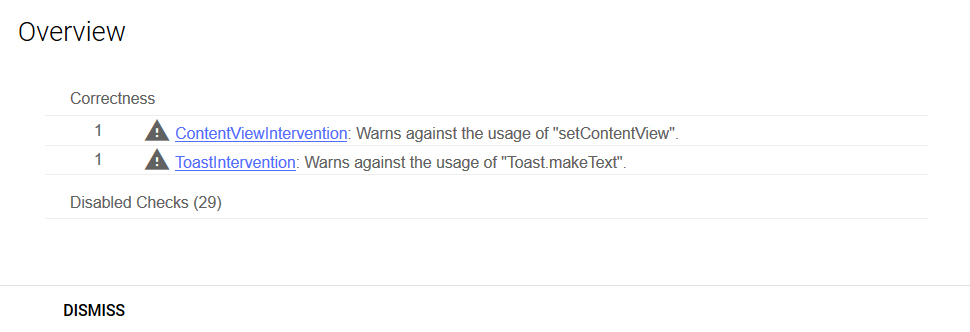 Overview
Correctness
1 ContentViewIntervention: Warns against the usage of "setContentView".
1 ToastIntervention: Warns against the usage of "Toast.makeText".
Disabled Checks (29)
DISMISS